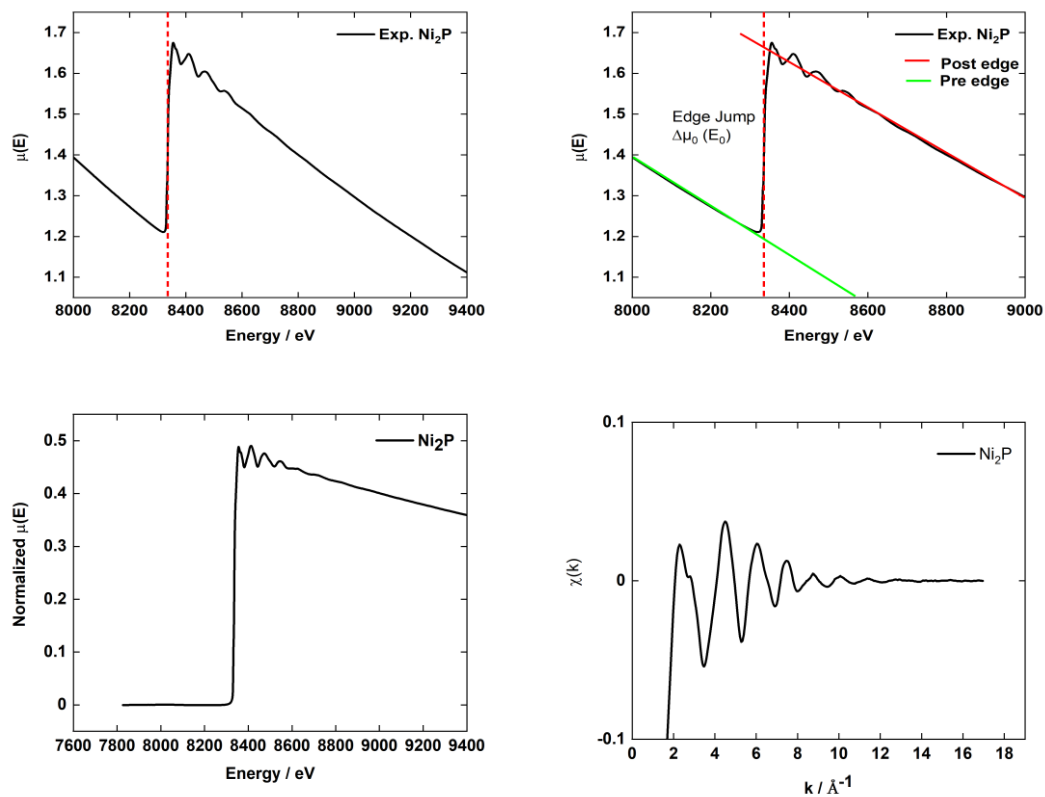 1.7
1.6
1.5
1.4
1.3
1.2
1.1
μ(E)
Exp. Ni₂P
8000 8200 8400 8600 8800 9000 9200 9400
Energy / eV
1.7
1.6
1.5
1.4
1.3
1.2
1.1
μ(E)
Exp. Ni₂P
Post edge
Pre edge
Edge Jump
Δμ₀ (E₀)
8000 8200 8400 8600 8800 9000
Energy / eV
0.5
0.4
0.3
0.2
0.1
0
Normalized μ(E)
Ni₂P
7600 7800 8000 8200 8400 8600 8800 9000 9200 9400
Energy / eV
0.1
0
-0.1
χ(k)
Ni₂P
0 2 4 6 8 10 12 14 16 18
k / Å⁻¹